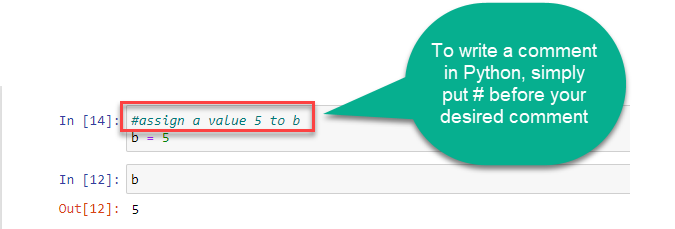 To write a comment
in Python, simply
put # before your
desired comment
In [14]: #assign a value 5 to b
b = 5
In [12]: b
Out[12]: 5